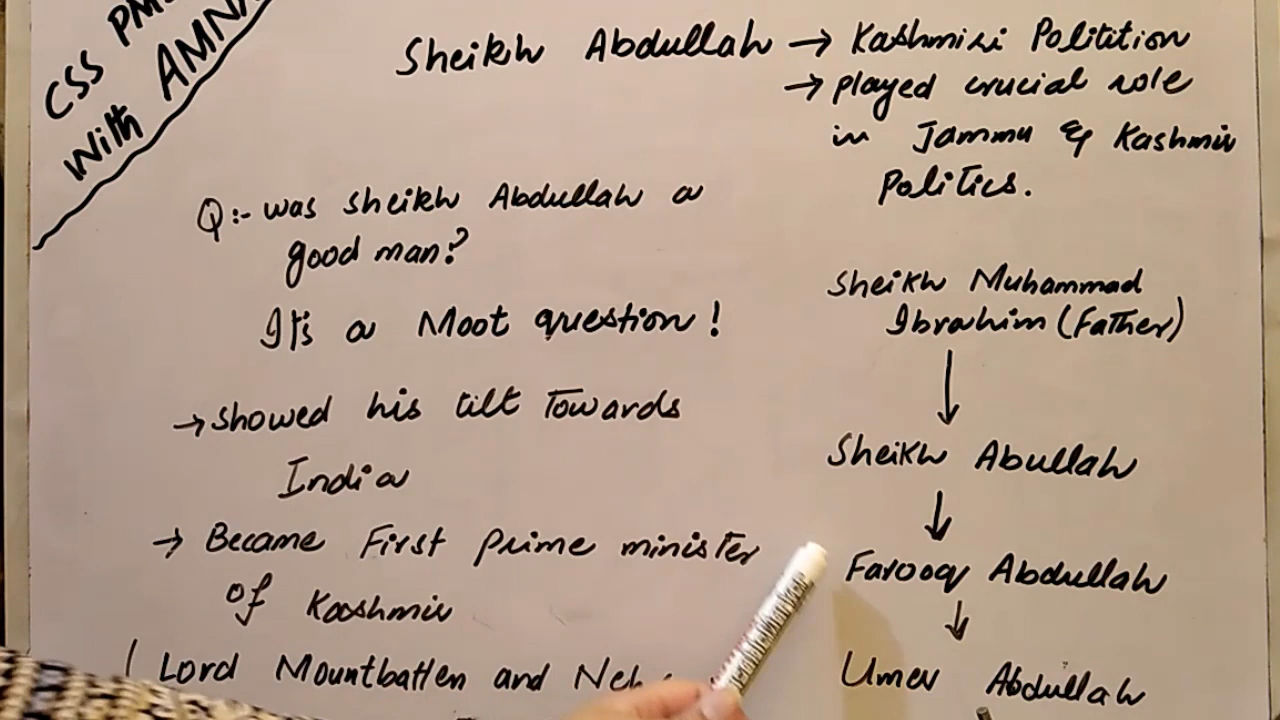 CSS PM
With AMNA
Sheikh Abdullah → Kashmiri Polition
→ played crucial role
in Jammu & Kashmir
Politics.
Q:- was sheikh Abdullah a
good man?
It's a Moot question!
→ showed his tilt Towards
India
→ Became First prime minister
of Kashmir
( Lord Mountbatten and Neh
Sheikh Muhammad
Ibrahim (Father)
↓
Sheikh Abullah
↓
Farooq Abdullah
↓
Umer Abdullah